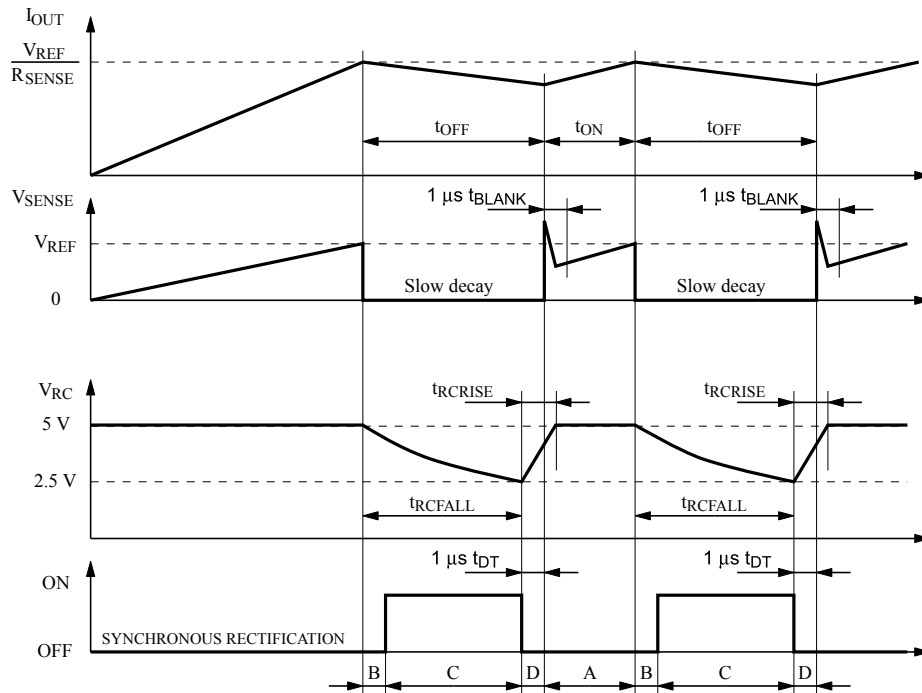 IOUT
VREF
RSENSE
tOFF tON tOFF
VSENSE
1 μs tBLANK 1 μs tBLANK
VREF
Slow decay Slow decay
0
VRC
tRCRISE tRCRISE
5 V
2.5 V
tRCFALL tRCFALL
1 μs tDT 1 μs tDT
ON
SYNCHRONOUS RECTIFICATION
OFF
B C D A B C D